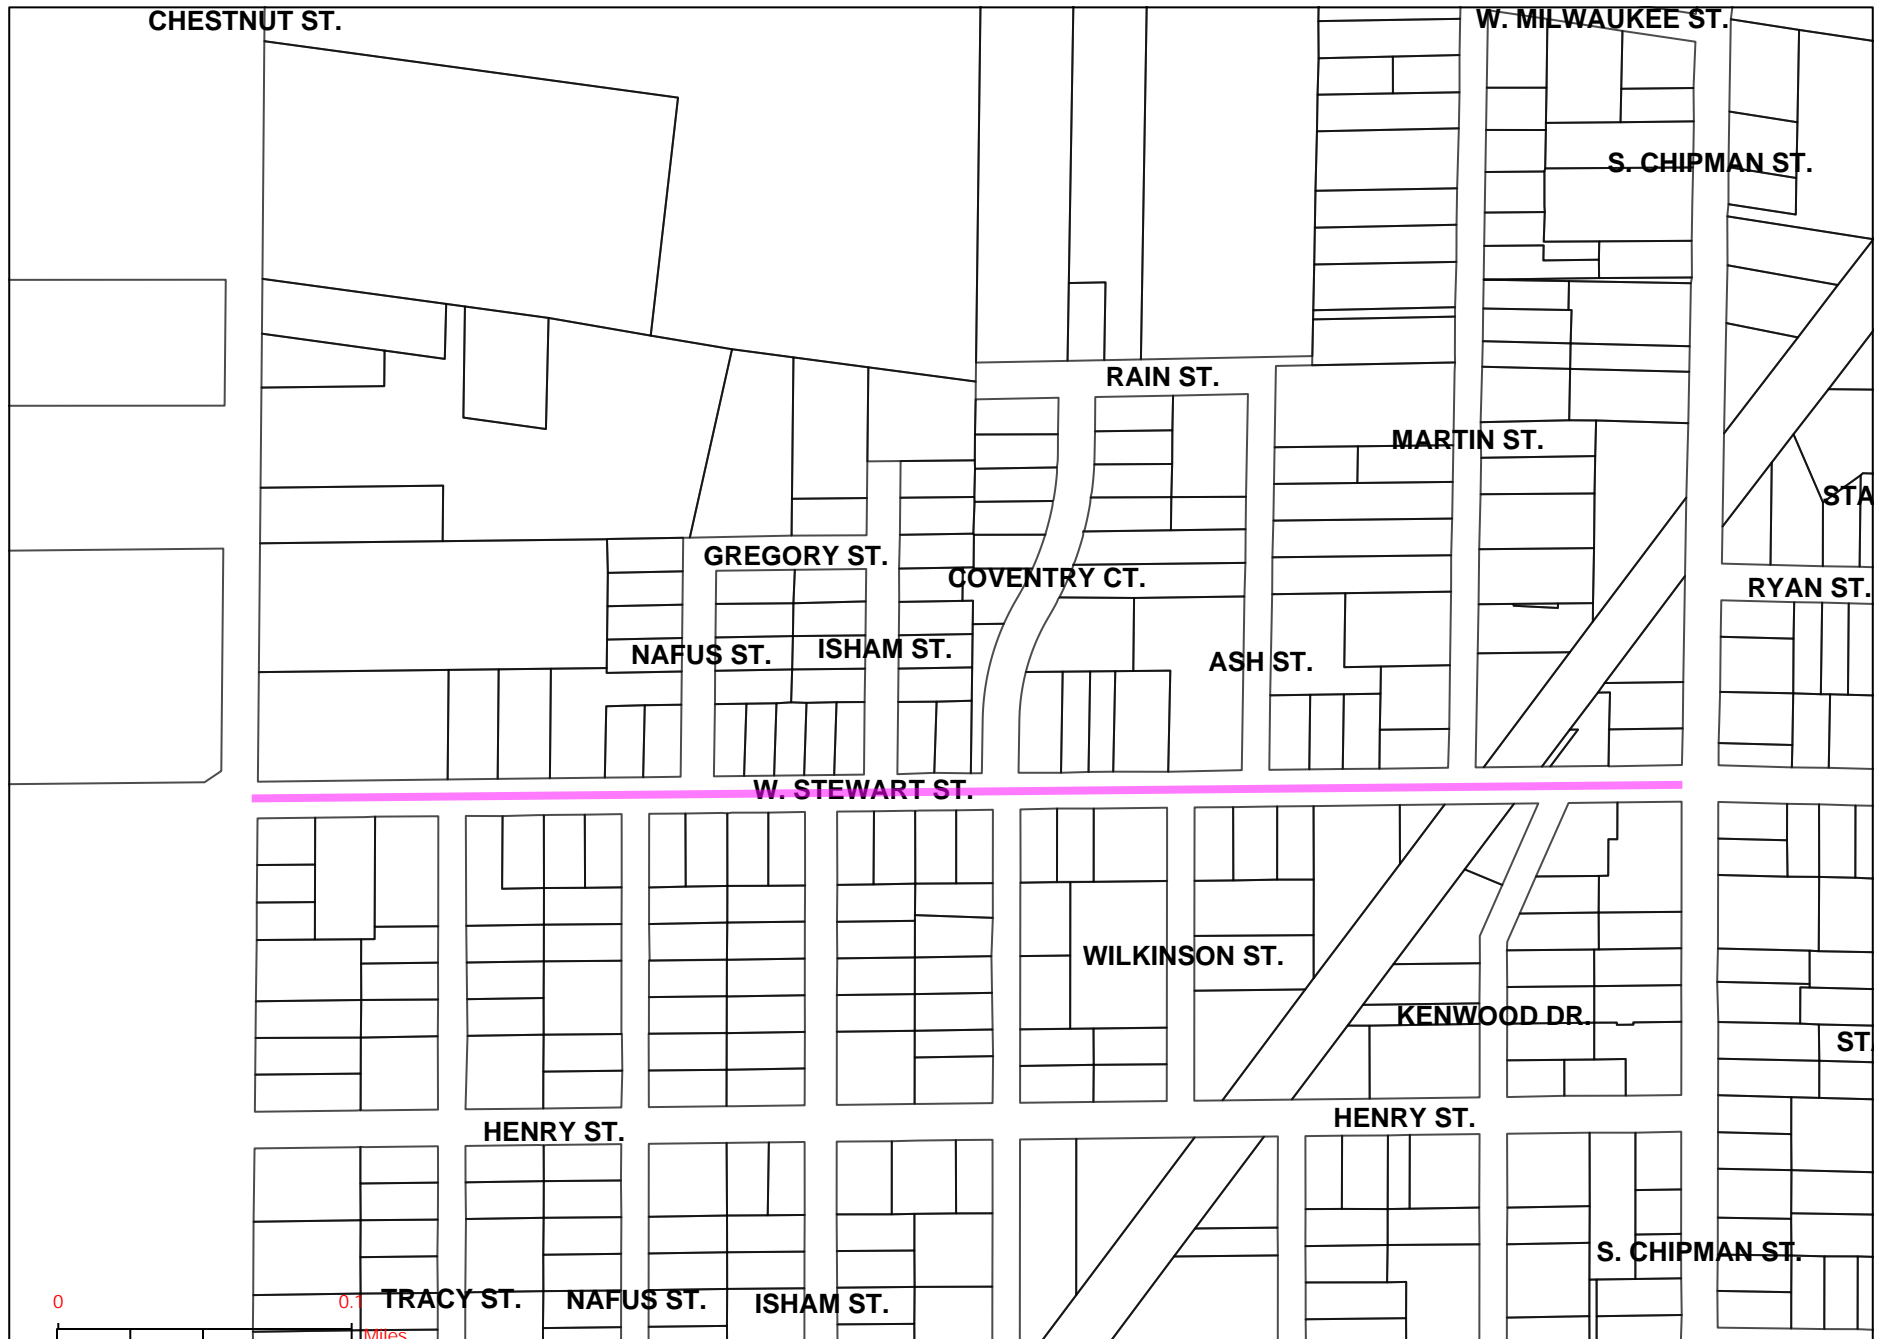 CHESTNUT ST.
W. MILWAUKEE ST.
S. CHIPMAN ST.
RAIN ST.
MARTIN ST.
STA
GREGORY ST.
COVENTRY CT.
RYAN ST.
NAFUS ST.
ISHAM ST.
ASH ST.
W. STEWART ST.
WILKINSON ST.
KENWOOD DR.
ST
HENRY ST.
HENRY ST.
S. CHIPMAN ST.
TRACY ST.
NAFUS ST.
ISHAM ST.
0
0.1
Miles